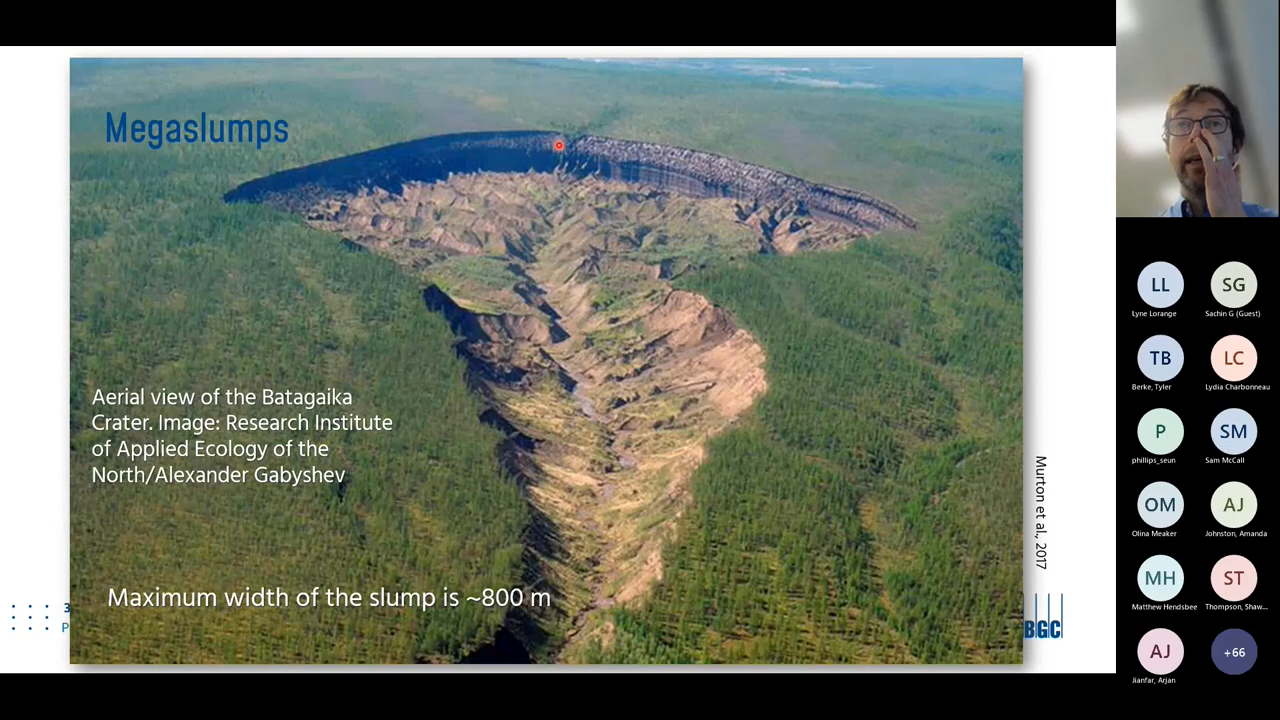 Megaslumps
Aerial view of the Batagaika
Crater. Image: Research Institute
of Applied Ecology of the
North/Alexander Gabyshev
Maximum width of the slump is ~800 m
Murton et al., 2017
3
P
BGC
LL
Lyne Lorange
SG
Sachin G (Guest)
TB
Berke, Tyler
LC
Lydia Charbonneau
P
phillips_seun
SM
Sam McCall
OM
Olina Meaker
AJ
Johnston, Amanda
MH
Matthew Hendsbee
ST
Thompson, Shaw...
AJ
Jianfar, Arjan
+66